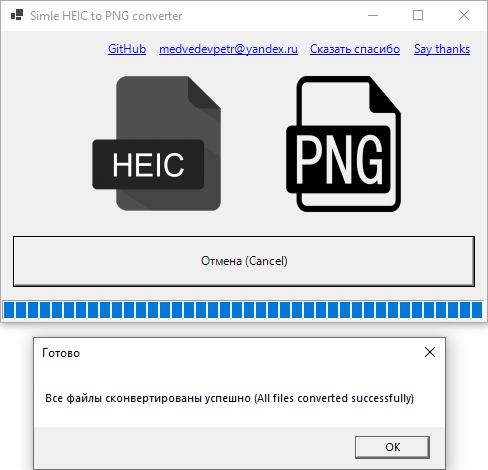 Simle HEIC to PNG converter
GitHub medvedevpetr@yandex.ru Сказать спасибо Say thanks
HEIC PNG
Отмена (Cancel)
Готово
Все файлы сконвертированы успешно (All files converted successfully)
OK